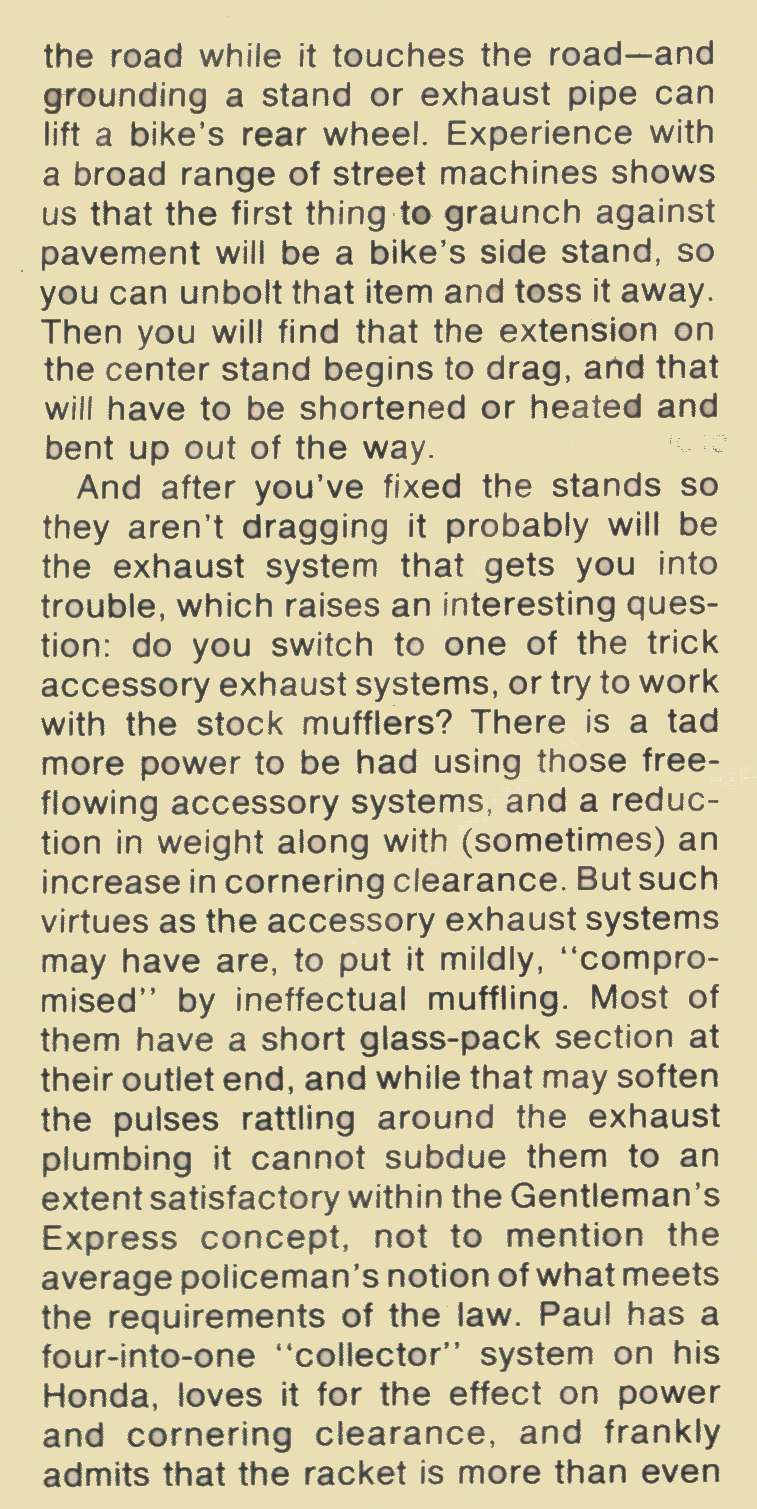 the road while it touches the road—and
grounding a stand or exhaust pipe can
lift a bike's rear wheel. Experience with
a broad range of street machines shows
us that the first thing to graunch against
pavement will be a bike's side stand, so
you can unbolt that item and toss it away.
Then you will find that the extension on
the center stand begins to drag, and that
will have to be shortened or heated and
bent up out of the way.
And after you've fixed the stands so
they aren't dragging it probably will be
the exhaust system that gets you into
trouble, which raises an interesting ques-
tion: do you switch to one of the trick
accessory exhaust systems, or try to work
with the stock mufflers? There is a tad
more power to be had using those free-
flowing accessory systems, and a reduc-
tion in weight along with (sometimes) an
increase in cornering clearance. But such
virtues as the accessory exhaust systems
may have are, to put it mildly, "compro-
mised" by ineffectual muffling. Most of
them have a short glass-pack section at
their outlet end, and while that may soften
the pulses rattling around the exhaust
plumbing it cannot subdue them to an
extent satisfactory within the Gentleman's
Express concept, not to mention the
average policeman's notion of what meets
the requirements of the law. Paul has a
four-into-one "collector" system on his
Honda, loves it for the effect on power
and cornering clearance, and frankly
admits that the racket is more than even